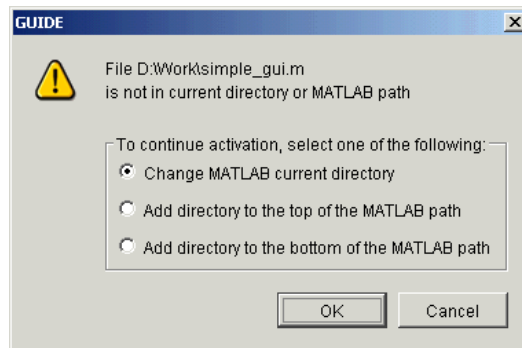 GUIDE
File D:\Work\simple_gui.m
is not in current directory or MATLAB path
To continue activation, select one of the following:
Change MATLAB current directory
Add directory to the top of the MATLAB path
Add directory to the bottom of the MATLAB path
OK
Cancel